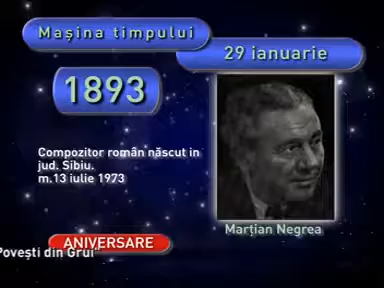 Mașina timpului
29 ianuarie
1893
Compozitor român născut in
jud. Sibiu.
m.13 iulie 1973
Marțian Negrea
ANIVERSARE
Povești din Grui"